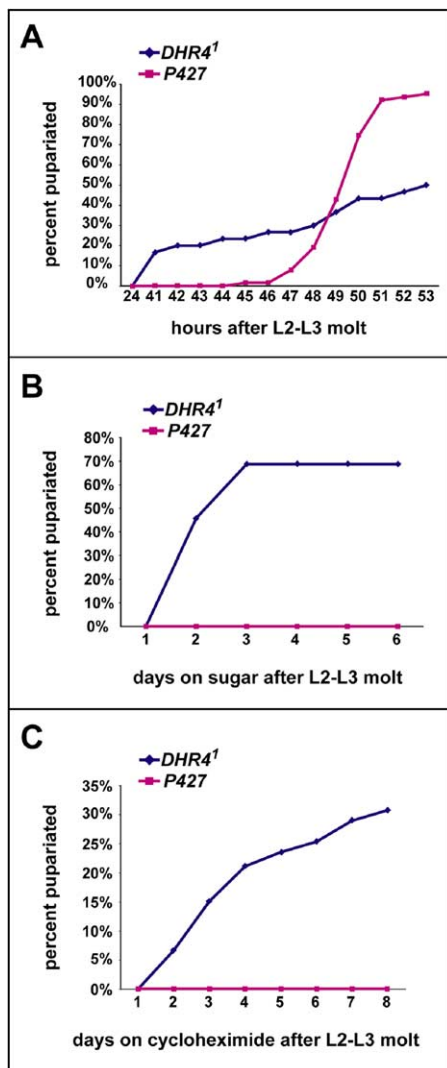 A
DHR4¹
P427
percent pupariated
100%
90%
80%
70%
60%
50%
40%
30%
20%
10%
0%
24 41 42 43 44 45 46 47 48 49 50 51 52 53
hours after L2-L3 molt
B
DHR4¹
P427
percent pupariated
80%
70%
60%
50%
40%
30%
20%
10%
0%
1 2 3 4 5 6
days on sugar after L2-L3 molt
C
DHR4¹
P427
percent pupariated
35%
30%
25%
20%
15%
10%
5%
0%
1 2 3 4 5 6 7 8
days on cycloheximide after L2-L3 molt